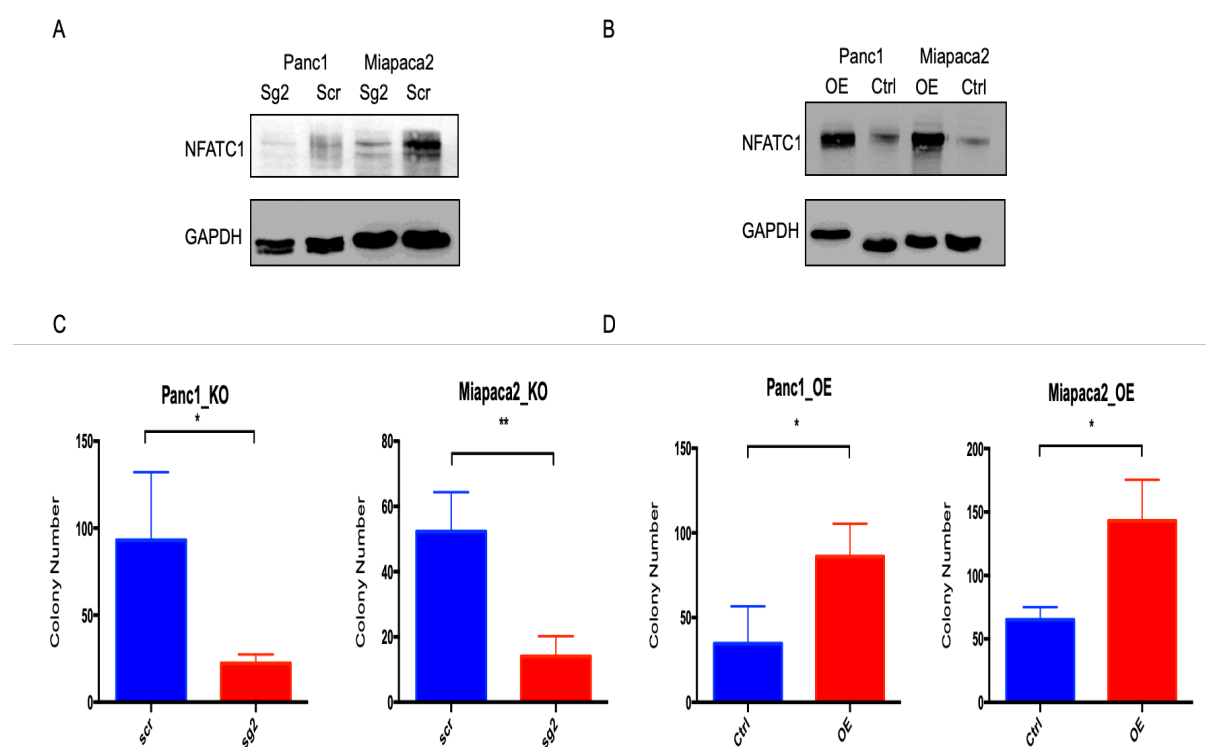 A
Panc1 Miapaca2
Sg2 Scr Sg2 Scr
NFATC1
GAPDH
B
Panc1 Miapaca2
OE Ctrl OE Ctrl
NFATC1
GAPDH
C
Panc1_KO
*
150
100
50
0
Colony Number
scr sg2
Miapaca2_KO
**
80
60
40
20
0
Colony Number
scr sg2
D
Panc1_OE
*
150
100
50
0
Colony Number
Ctrl OE
Miapaca2_OE
*
200
150
100
50
0
Colony Number
Ctrl OE